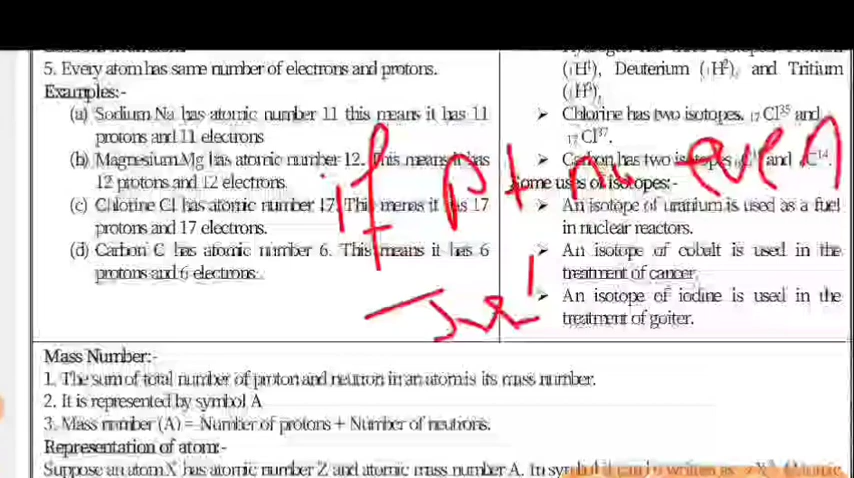 5. Every atom has same number of electrons and protons.
Examples:-
(a) Sodium Na has atomic number 11 this means it has 11
protons and 11 electrons
(b) Magnesium Mg has atomic number 12. This means it has
12 protons and 12 electrons.
(c) Chlorine Cl has atomic number 17. This menas it has 17
protons and 17 electrons.
(d) Carbon C has atomic number 6. This means it has 6
protons and 6 electrons.
(₁H¹), Deuterium (₁H²), and Tritium
(₁H³).
➢ Chlorine has two isotopes. ₁₇Cl³⁵ and
₁₇Cl³⁷.
➢ Carbon has two isotopes and C¹⁴.
Some uses of isotopes:-
➢ An isotope of uranium is used as a fuel
in nuclear reactors.
➢ An isotope of cobalt is used in the
treatment of cancer.
➢ An isotope of iodine is used in the
treatment of goiter.
if p + n even
Mass Number:-
1. The sum of total number of proton and neutron in an atom is its mass number.
2. It is represented by symbol A
3. Mass number (A) = Number of protons + Number of neutrions.
Representation of atom:-
Suppose an atom X has atomic number Z and atomic mass number A. In symbol it can be written as